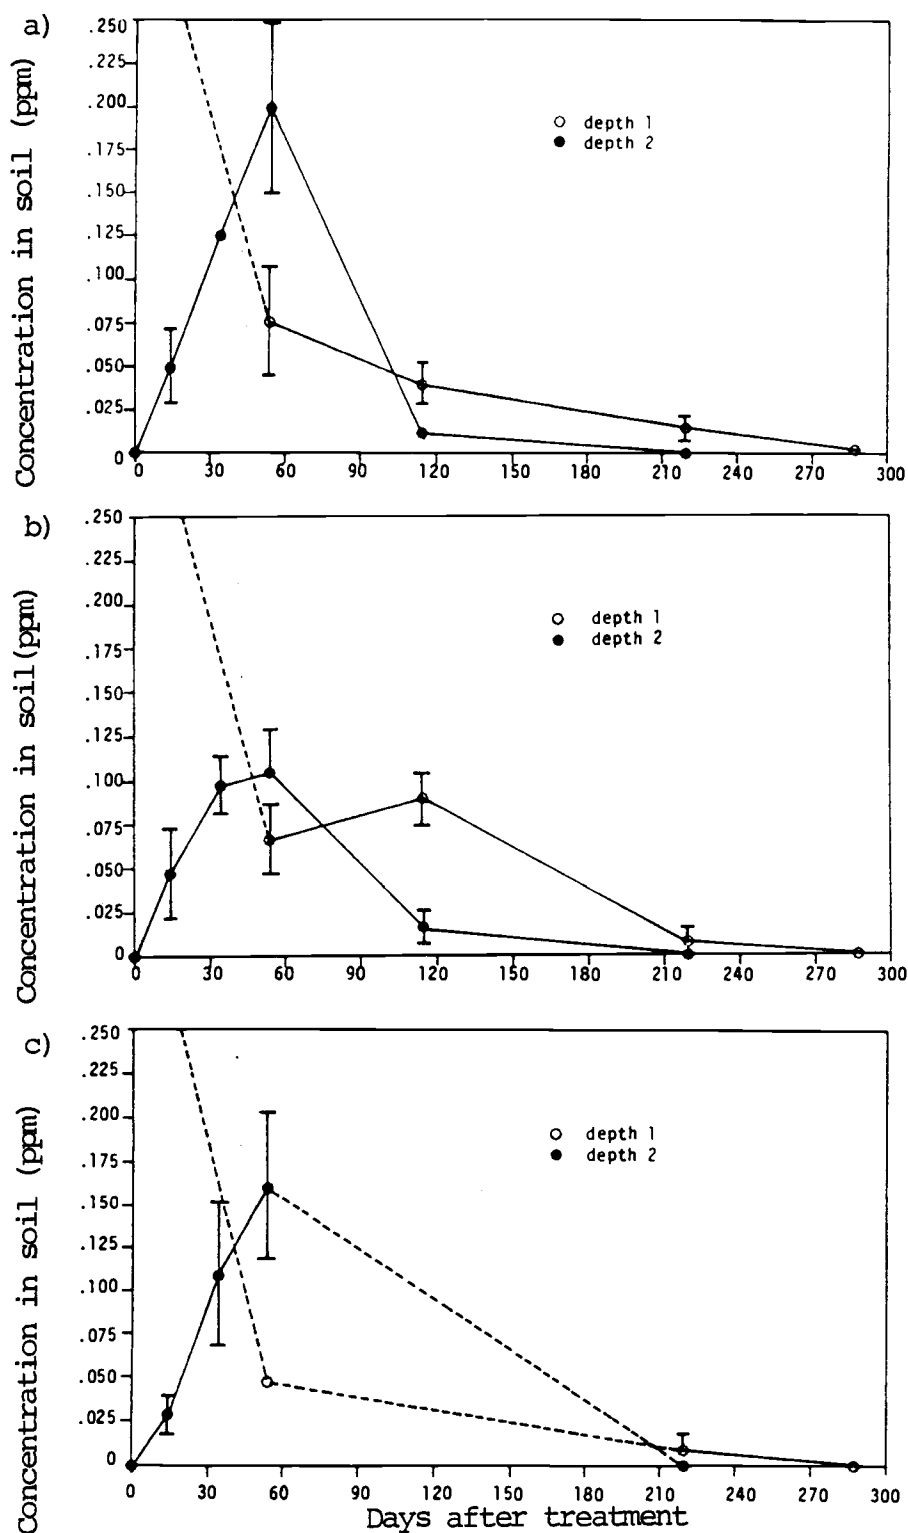 a)
Concentration in soil (ppm)
.250
.225
.200
.175
.150
.125
.100
.075
.050
.025
0
depth 1
depth 2
0 30 60 90 120 150 180 210 240 270 300
b)
Concentration in soil(ppm)
.250
.225
.200
.175
.150
.125
.100
.075
.050
.025
0
depth 1
depth 2
0 30 60 90 120 150 180 210 240 270 300
c)
Concentration in soil (ppm)
.250
.225
.200
.175
.150
.125
.100
.075
.050
.025
0
depth 1
depth 2
0 30 60 90 120 150 180 210 240 270 300
Days after treatment